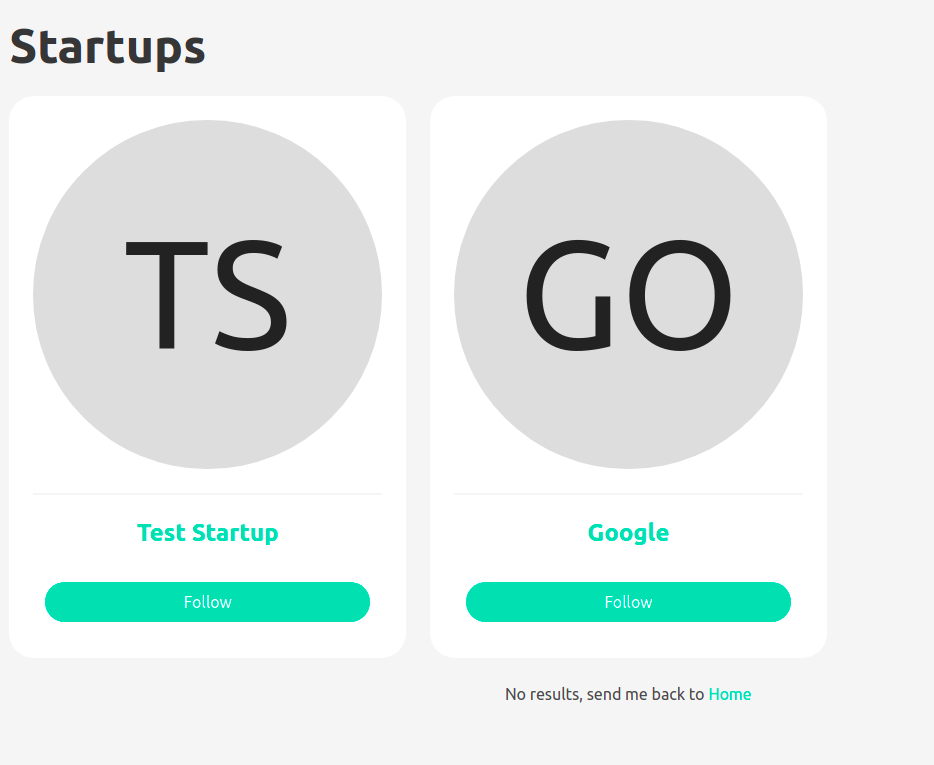 Startups
TS
GO
Test Startup
Google
Follow
Follow
No results, send me back to Home